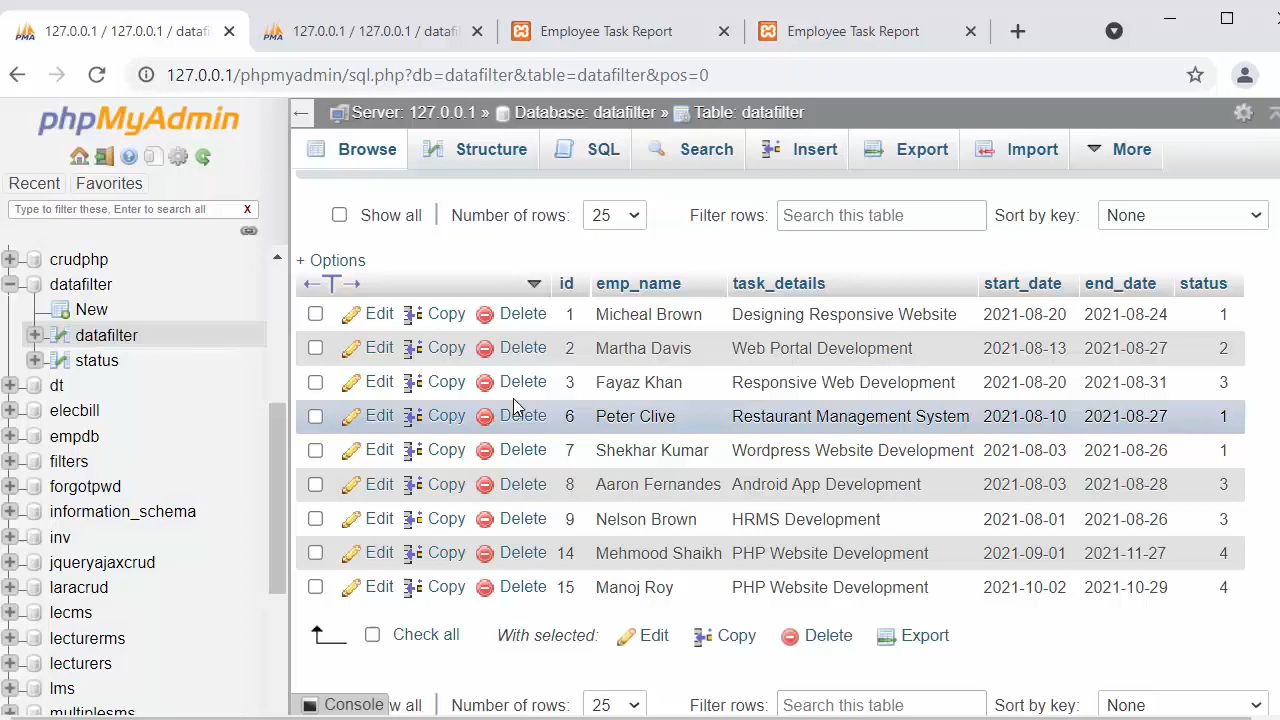 127.0.0.1 / 127.0.0.1 / datafi
127.0.0.1 / 127.0.0.1 / datafi
Employee Task Report
Employee Task Report
127.0.0.1/phpmyadmin/sql.php?db=datafilter&table=datafilter&pos=0
phpMyAdmin
Recent Favorites
Type to filter these, Enter to search all X
crudphp
datafilter
New
datafilter
status
dt
elecbill
empdb
filters
forgotpwd
information_schema
inv
jqueryajaxcrud
laracrud
lecms
lecturerms
lecturers
lms
multiplesms
Server: 127.0.0.1 » Database: datafilter » Table: datafilter
Browse Structure SQL Search Insert Export Import More
Show all Number of rows: 25 Filter rows: Search this table Sort by key: None
+ Options
id emp_name task_details start_date end_date status
Edit Copy Delete 1 Micheal Brown Designing Responsive Website 2021-08-20 2021-08-24 1
Edit Copy Delete 2 Martha Davis Web Portal Development 2021-08-13 2021-08-27 2
Edit Copy Delete 3 Fayaz Khan Responsive Web Development 2021-08-20 2021-08-31 3
Edit Copy Delete 6 Peter Clive Restaurant Management System 2021-08-10 2021-08-27 1
Edit Copy Delete 7 Shekhar Kumar Wordpress Website Development 2021-08-03 2021-08-26 1
Edit Copy Delete 8 Aaron Fernandes Android App Development 2021-08-03 2021-08-28 3
Edit Copy Delete 9 Nelson Brown HRMS Development 2021-08-01 2021-08-26 3
Edit Copy Delete 14 Mehmood Shaikh PHP Website Development 2021-09-01 2021-11-27 4
Edit Copy Delete 15 Manoj Roy PHP Website Development 2021-10-02 2021-10-29 4
Check all With selected: Edit Copy Delete Export
Console w all Number of rows: 25 Filter rows: Search this table Sort by key: None